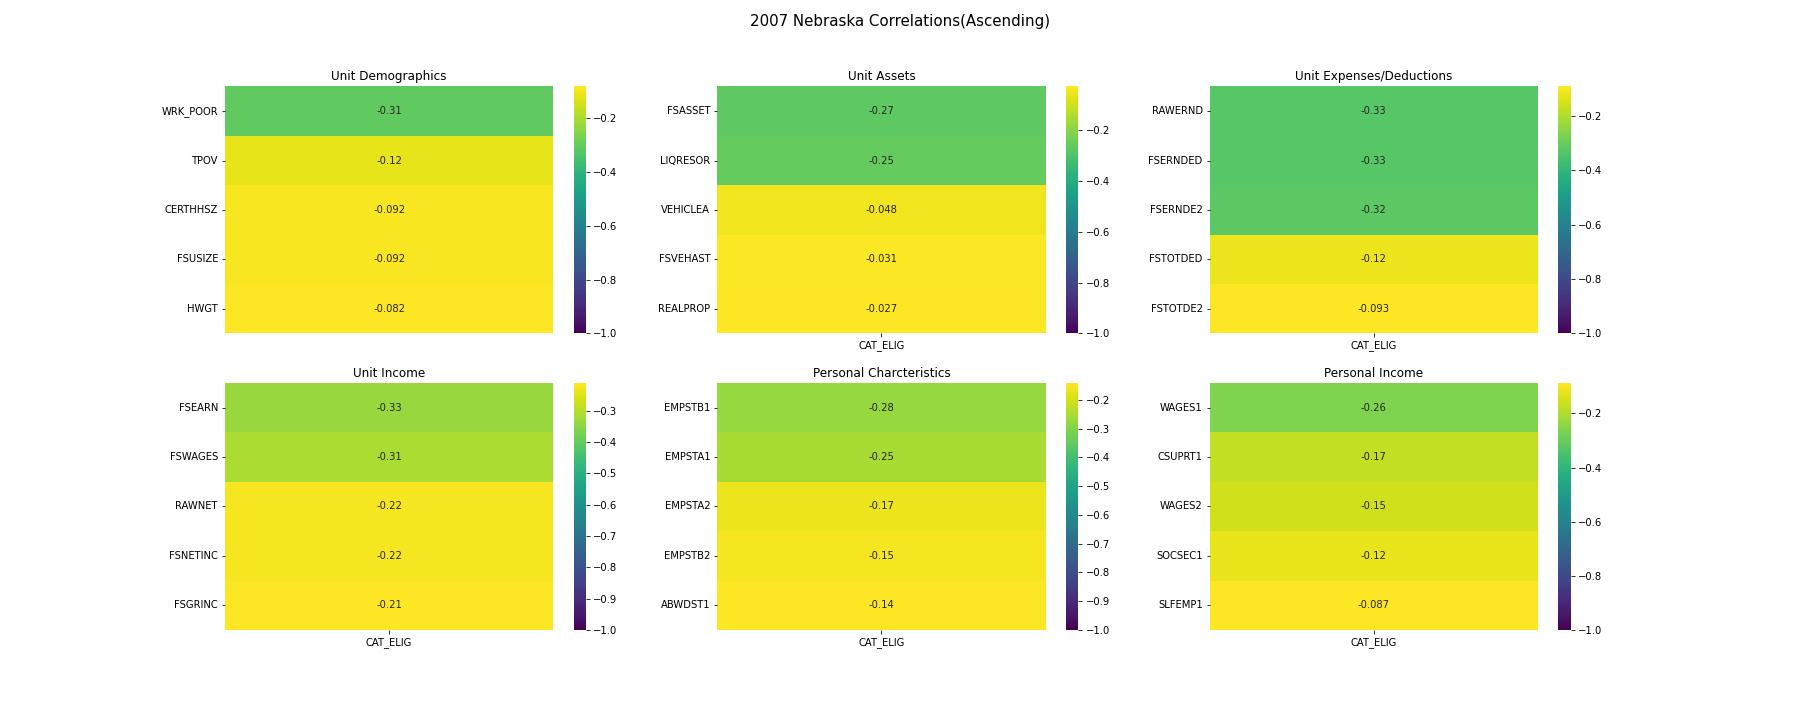 2007 Nebraska Correlations(Ascending)
Unit Demographics
WRK_POOR -0.31
TPOV -0.12
CERTHHSZ -0.092
FSUSIZE -0.092
HWGT -0.082
−0.2
−0.4
−0.6
−0.8
−1.0
Unit Assets
FSASSET -0.27
LIQRESOR -0.25
VEHICLEA -0.048
FSVEHAST -0.031
REALPROP -0.027
CAT_ELIG
−0.2
−0.4
−0.6
−0.8
−1.0
Unit Expenses/Deductions
RAWERND -0.33
FSERNDED -0.33
FSERNDE2 -0.32
FSTOTDED -0.12
FSTOTDE2 -0.093
CAT_ELIG
−0.2
−0.4
−0.6
−0.8
−1.0
Unit Income
FSEARN -0.33
FSWAGES -0.31
RAWNET -0.22
FSNETINC -0.22
FSGRINC -0.21
CAT_ELIG
−0.3
−0.4
−0.5
−0.6
−0.7
−0.8
−0.9
−1.0
Personal Charcteristics
EMPSTB1 -0.28
EMPSTA1 -0.25
EMPSTA2 -0.17
EMPSTB2 -0.15
ABWDST1 -0.14
CAT_ELIG
−0.2
−0.3
−0.4
−0.5
−0.6
−0.7
−0.8
−0.9
−1.0
Personal Income
WAGES1 -0.26
CSUPRT1 -0.17
WAGES2 -0.15
SOCSEC1 -0.12
SLFEMP1 -0.087
CAT_ELIG
−0.2
−0.4
−0.6
−0.8
−1.0